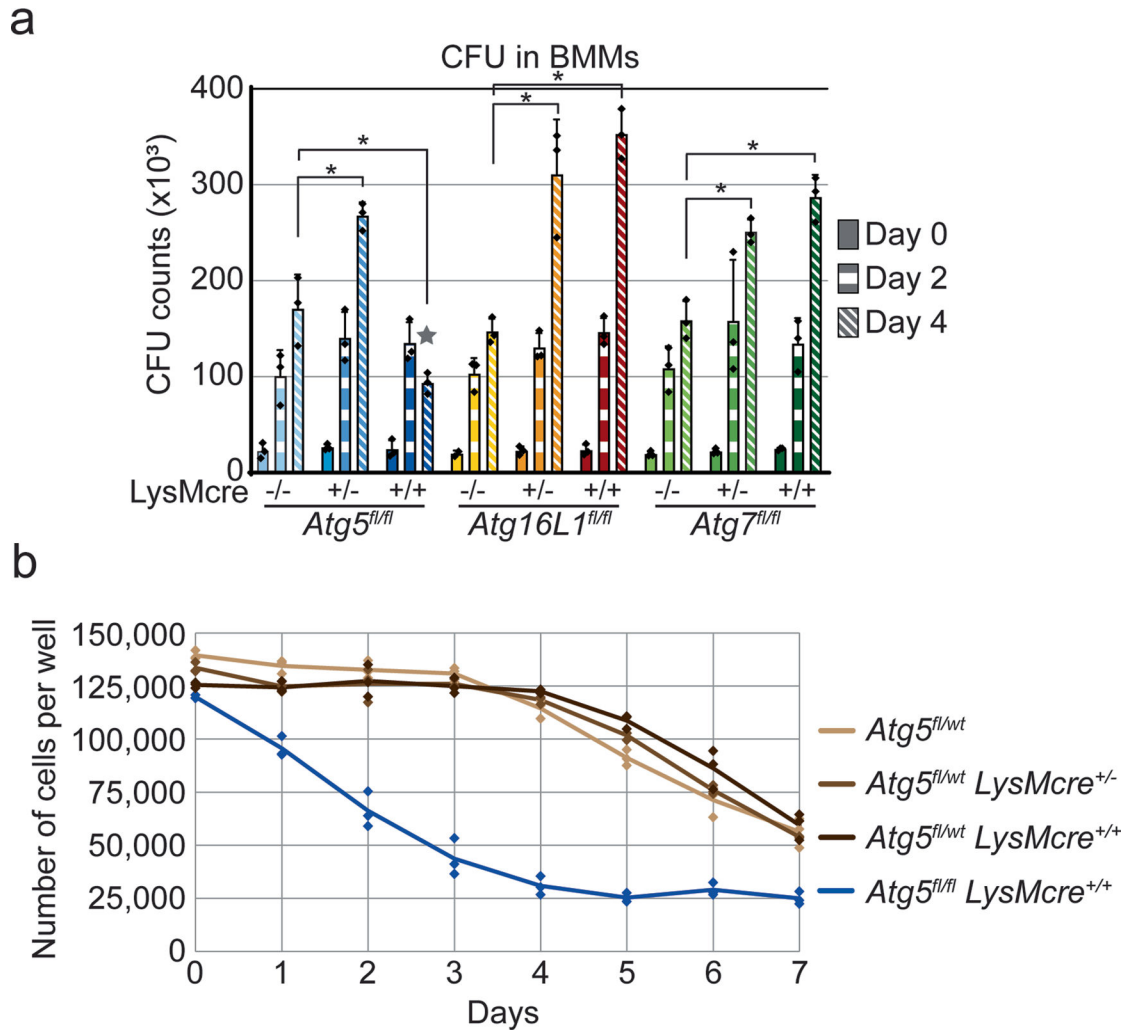 a
CFU in BMMs
CFU counts (x10³)
400
300
200
100
0
* * * * * *
Day 0
Day 2
Day 4
LysMcre -/- +/- +/+ -/- +/- +/+ -/- +/- +/+
Atg5fl/fl Atg16L1fl/fl Atg7fl/fl
b
Number of cells per well
150,000
125,000
100,000
75,000
50,000
25,000
0
0 1 2 3 4 5 6 7
Days
Atg5fl/wt
Atg5fl/wt LysMcre+/-
Atg5fl/wt LysMcre+/+
Atg5fl/fl LysMcre+/+